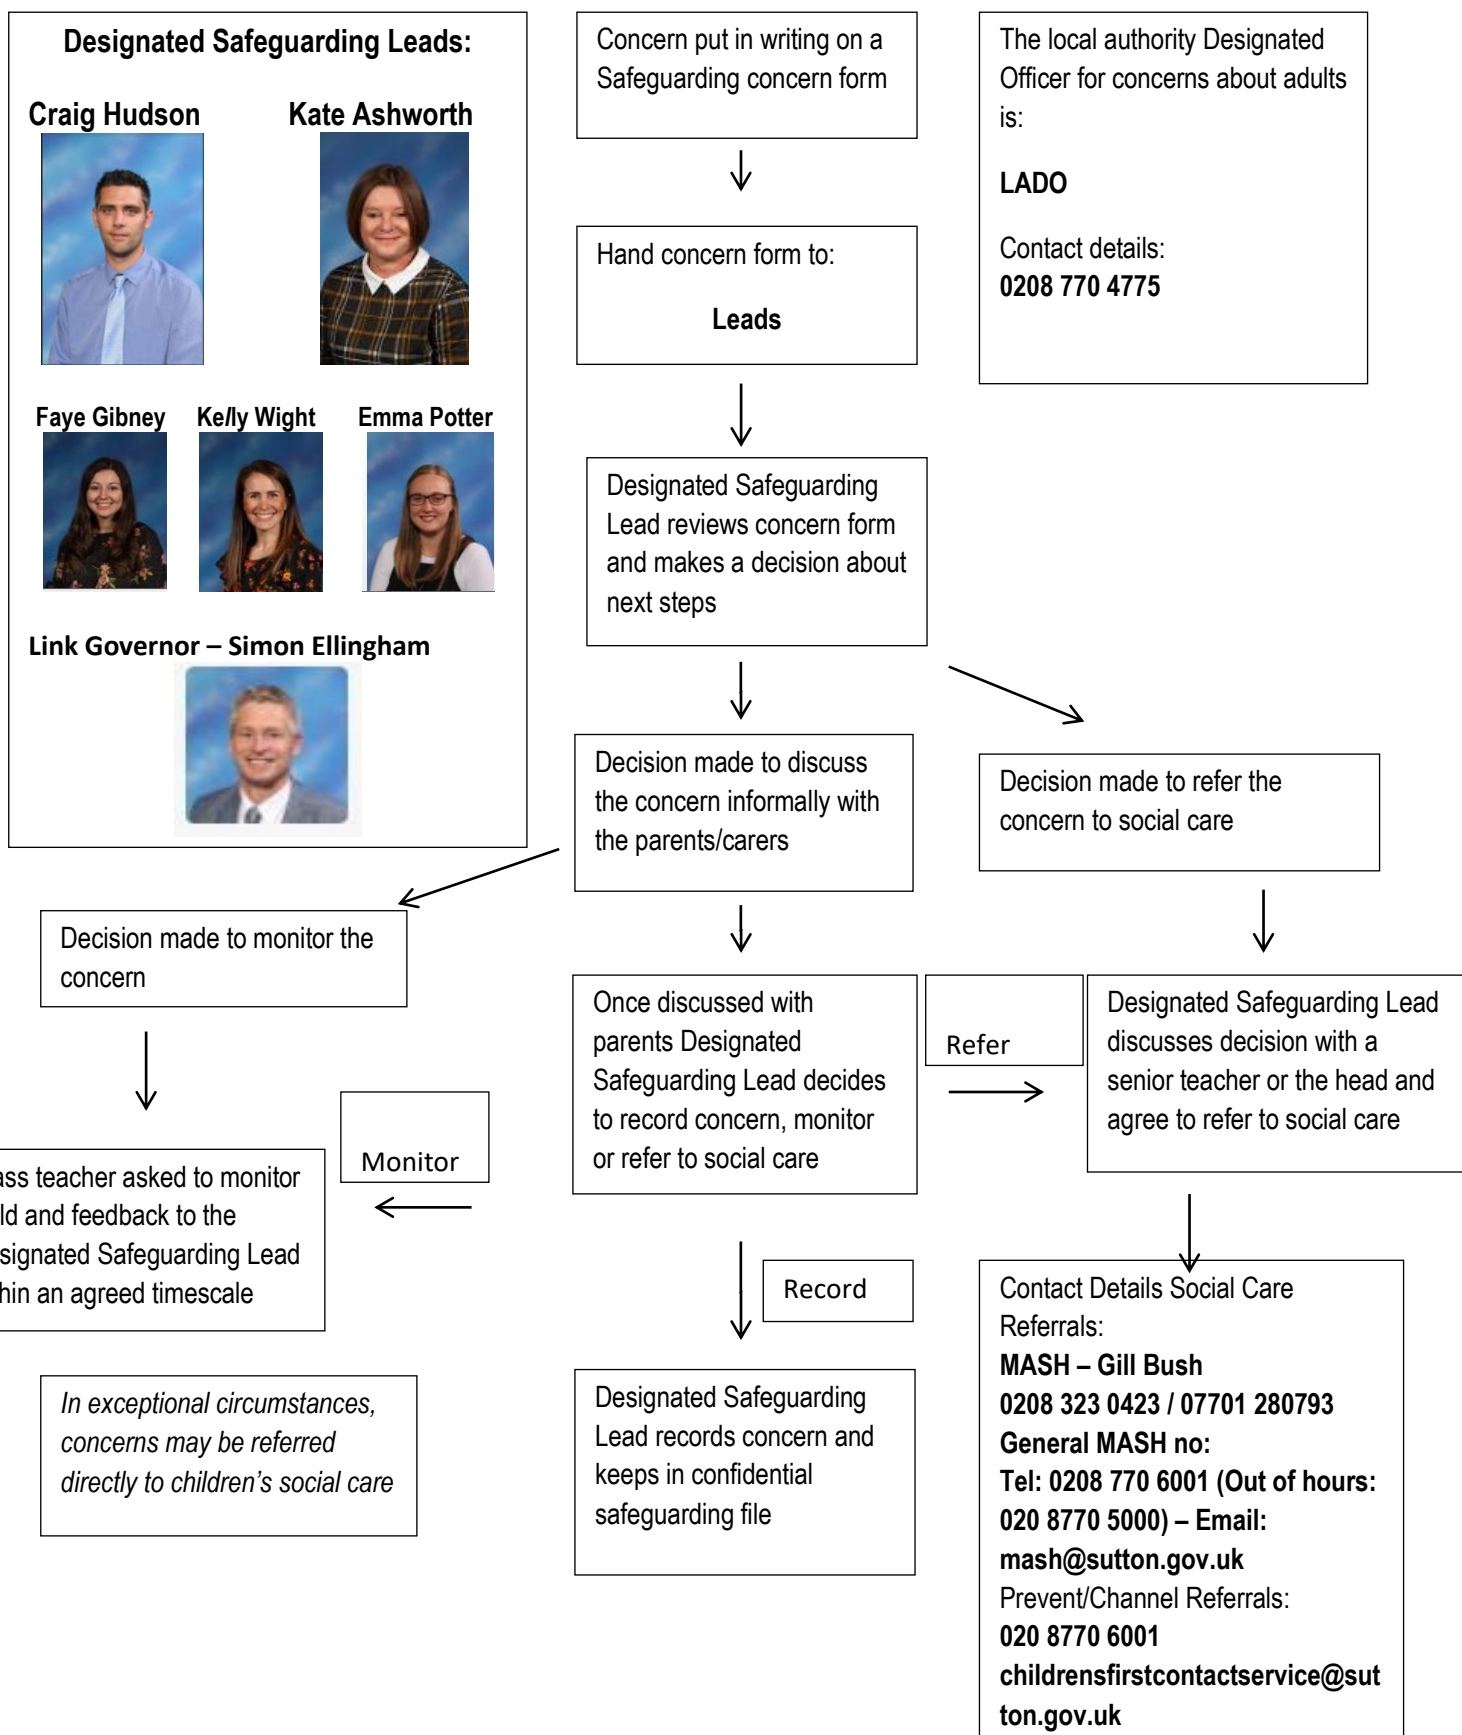 Designated Safeguarding Leads:
Craig Hudson
Kate Ashworth
Faye Gibney
Kelly Wight
Emma Potter
Link Governor – Simon Ellingham
Concern put in writing on a
Safeguarding concern form
Hand concern form to:
Leads
The local authority Designated
Officer for concerns about adults
is:
LADO
Contact details:
0208 770 4775
Designated Safeguarding
Lead reviews concern form
and makes a decision about
next steps
Decision made to discuss
the concern informally with
the parents/carers
Decision made to refer the
concern to social care
Decision made to monitor the
concern
Once discussed with
parents Designated
Safeguarding Lead decides
to record concern, monitor
or refer to social care
Refer
Designated Safeguarding Lead
discusses decision with a
senior teacher or the head and
agree to refer to social care
Monitor
teacher asked to monitor
and feedback to the
Safeguarding Lead
an agreed timescale
Record
In exceptional circumstances,
concerns may be referred
directly to children’s social care
Designated Safeguarding
Lead records concern and
keeps in confidential
safeguarding file
Contact Details Social Care
Referrals:
MASH – Gill Bush
0208 323 0423 / 07701 280793
General MASH no:
Tel: 0208 770 6001 (Out of hours:
020 8770 5000) – Email:
mash@sutton.gov.uk
Prevent/Channel Referrals:
020 8770 6001
childrensfirstcontactservice@sut
ton.gov.uk